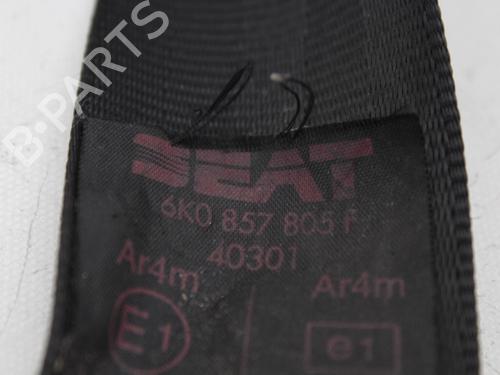 B-PARTS
SEAT
6K0 857 805 F
40301
Ar4m Ar4m
E1 e1